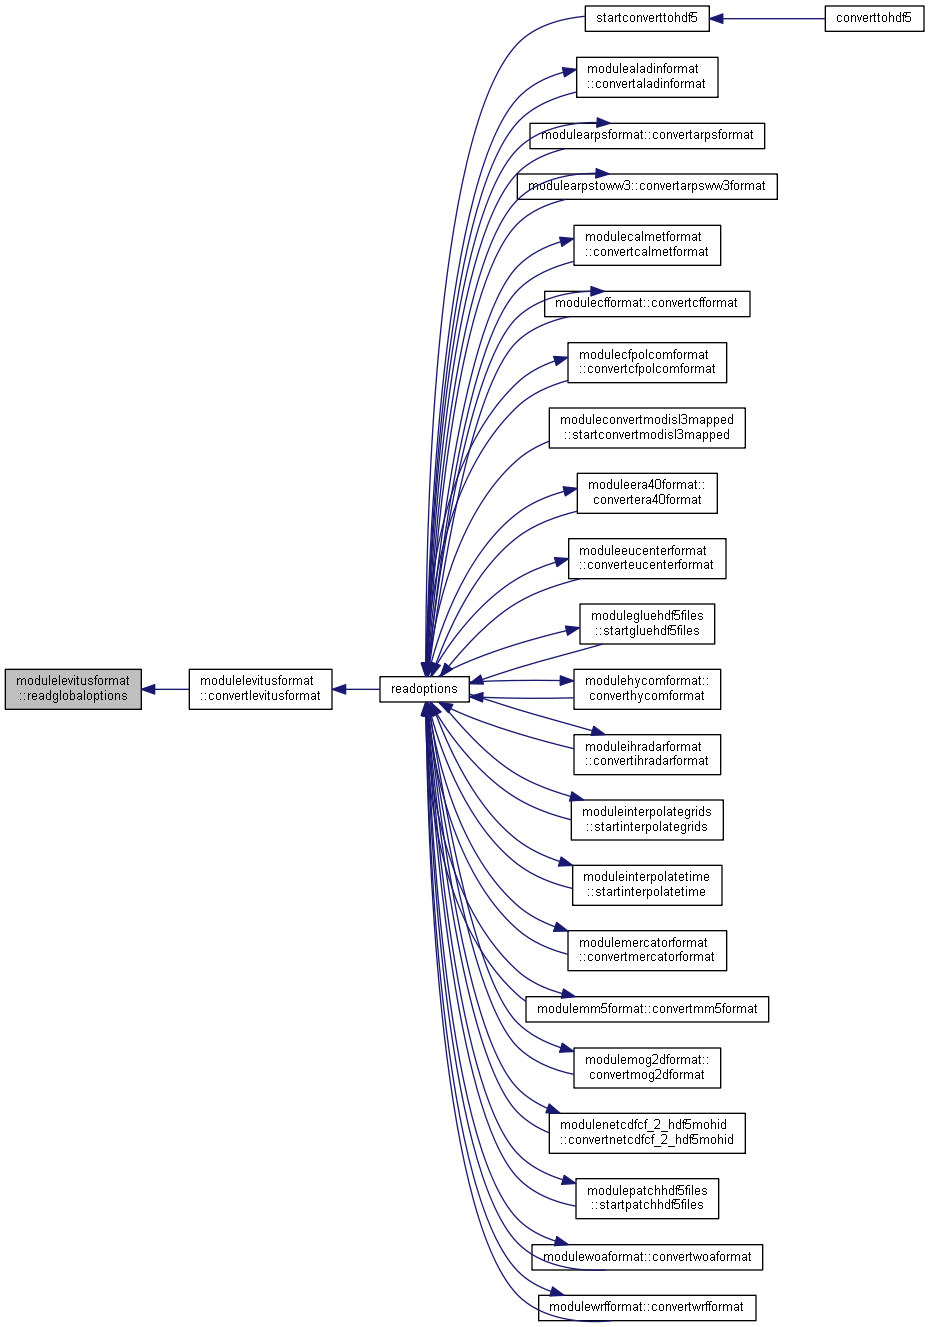 startconverttohdf5
converttohdf5
modulealadinformat
::convertaladinformat
modulearpsformat::convertarpsformat
modulearpstoww3::convertarpsww3format
modulecalmetformat
::convertcalmetformat
modulecfformat::convertcfformat
modulecfpolcomformat
::convertcfpolcomformat
moduleconvertmodisl3mapped
::startconvertmodisl3mapped
moduleera40format::
convertera40format
moduleeucenterformat
::converteucenterformat
modulegluehdf5files
::startgluehdf5files
modulelevitusformat
::readglobaloptions
modulelevitusformat
::convertlevitusformat
readoptions
modulehycomformat::
converthycomformat
moduleihradarformat
::convertihradarformat
moduleinterpolategrids
::startinterpolategrids
moduleinterpolatetime
::startinterpolatetime
modulemercatorformat
::convertmercatorformat
modulemm5format::convertmm5format
modulemog2dformat::
convertmog2dformat
modulenetcdfcf_2_hdf5mohid
::convertnetcdfcf_2_hdf5mohid
modulepatchhdf5files
::startpatchhdf5files
modulewoaformat::convertwoaformat
modulewrfformat::convertwrfformat